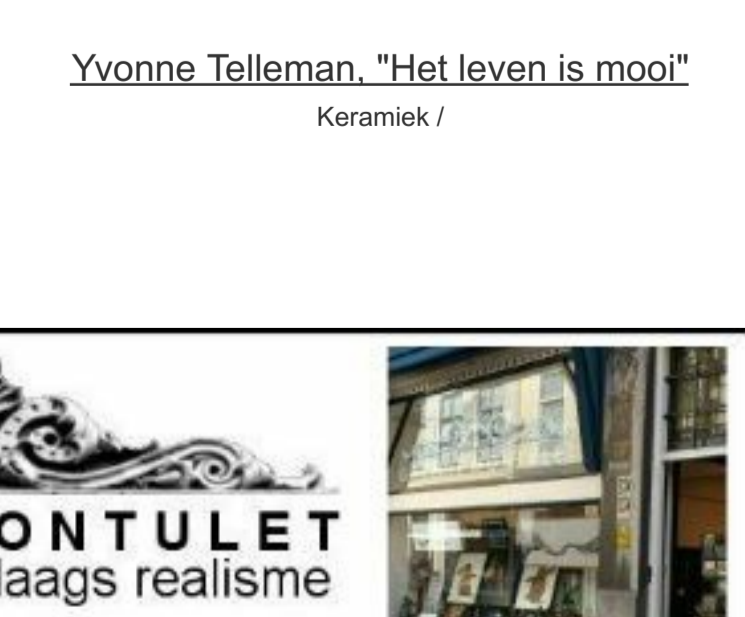 Yvonne Telleman, "Het leven is mooi"
Keramiek /
ONTULET
laags realisme